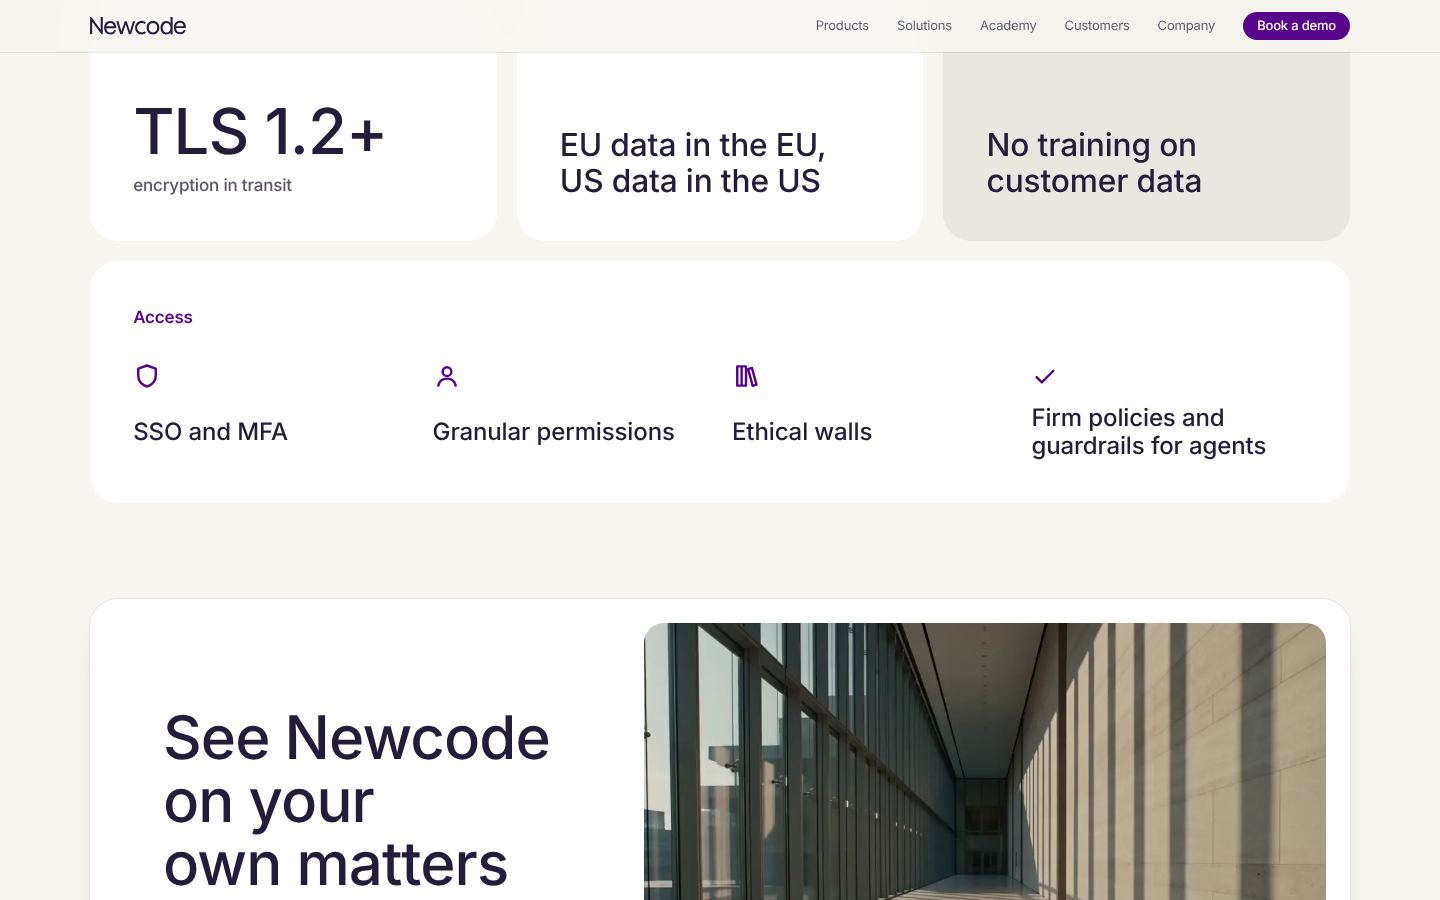 Newcode
Products
Solutions
Academy
Customers
Company
Book a demo
TLS 1.2+
encryption in transit
EU data in the EU,
US data in the US
No training on
customer data
Access
SSO and MFA
Granular permissions
Ethical walls
Firm policies and
guardrails for agents
See Newcode
on your
own matters